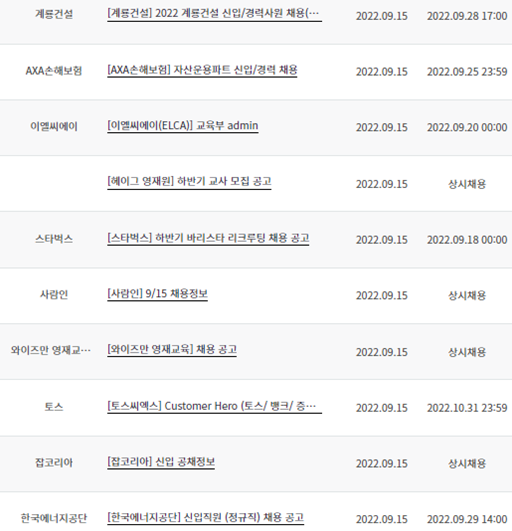 계룡건설 [계룡건설] 2022 계룡건설 신입/경력사원 채용(… 2022.09.15 2022.09.28 17:00
AXA손해보험 [AXA손해보험] 자산운용파트 신입/경력 채용 2022.09.15 2022.09.25 23:59
이엘씨에이 [이엘씨에이(ELCA)] 교육부 admin 2022.09.15 2022.09.20 00:00
[헤이그 영재원] 하반기 교사 모집 공고 2022.09.15 상시채용
스타벅스 [스타벅스] 하반기 바리스타 리크루팅 채용 공고 2022.09.15 2022.09.18 00:00
사람인 [사람인] 9/15 채용정보 2022.09.15 상시채용
와이즈만 영재교… [와이즈만 영재교육] 채용 공고 2022.09.15 상시채용
토스 [토스씨엑스] Customer Hero (토스/ 뱅크/ 증… 2022.09.15 2022.10.31 23:59
잡코리아 [잡코리아] 신입 공채정보 2022.09.15 상시채용
한국에너지공단 [한국에너지공단] 신입직원 (정규직) 채용 공고 2022.09.15 2022.09.29 14:00